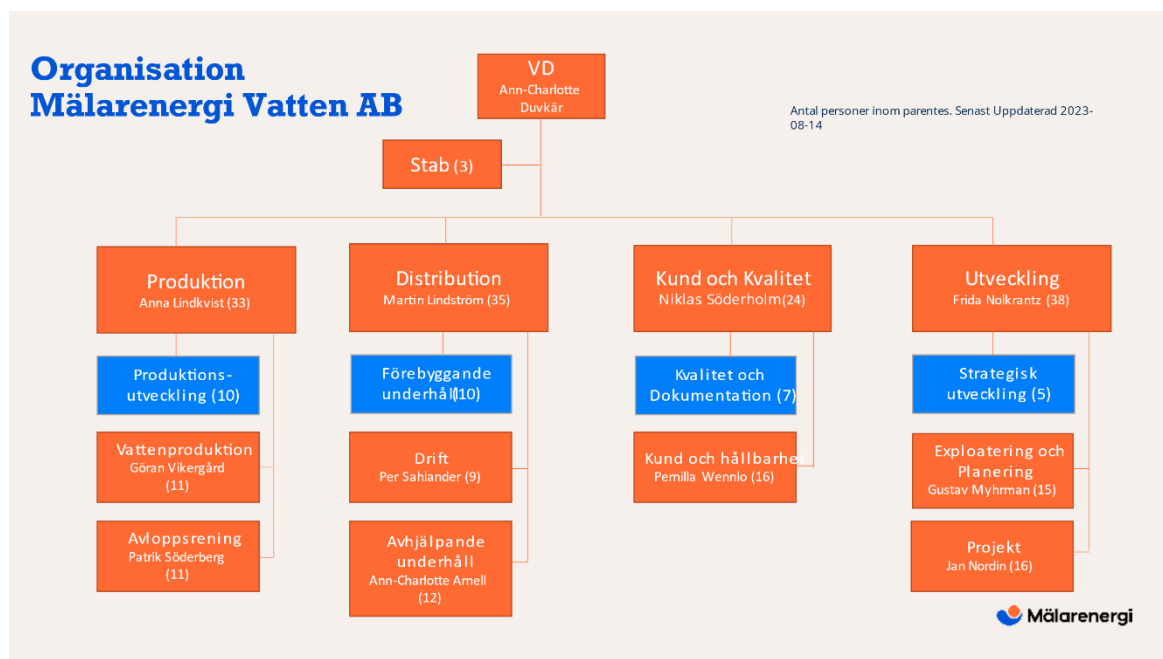 Organisation
Mälarenergi Vatten AB
VD
Ann-Charlotte
Duvkär
Antal personer inom parentes. Senast Uppdaterad 2023-
08-14
Stab (3)
Produktion
Anna Lindkvist (33)
Distribution
Martin Lindström (35)
Kund och Kvalitet
Niklas Söderholm(24)
Utveckling
Frida Nolkrantz (38)
Produktions-
utveckling (10)
Förebyggande
underhåll(10)
Kvalitet och
Dokumentation (7)
Strategisk
utveckling (5)
Vattenproduktion
Göran Vikergård
(11)
Drift
Per Sahlander (9)
Kund och hållbarhet
Pernilla Wennlo (16)
Exploatering och
Planering
Gustav Myhrman (15)
Avloppsrening
Patrik Söderberg
(11)
Avhjälpande
underhåll
Ann-Charlotte Arnell
(12)
Projekt
Jan Nordin (16)
Mälarenergi